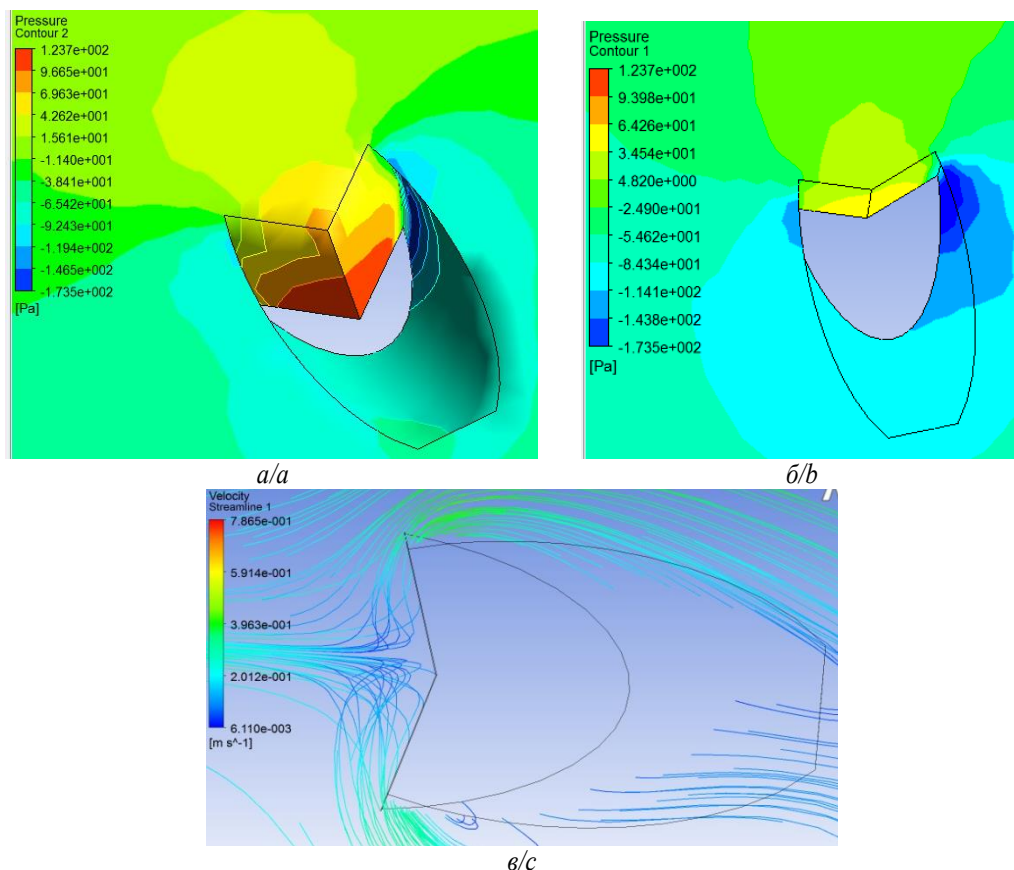 Pressure
Contour 2
1.237e+002
9.665e+001
6.963e+001
4.262e+001
1.561e+001
-1.140e+001
-3.841e+001
-6.542e+001
-9.243e+001
-1.194e+002
-1.465e+002
-1.735e+002
[Pa]
a/a
Pressure
Contour 1
1.237e+002
9.398e+001
6.426e+001
3.454e+001
4.820e+000
-2.490e+001
-5.462e+001
-8.434e+001
-1.141e+002
-1.438e+002
-1.735e+002
[Pa]
б/b
Velocity
Streamline 1
7.865e-001
5.914e-001
3.963e-001
2.012e-001
6.110e-003
[m s^-1]
в/c